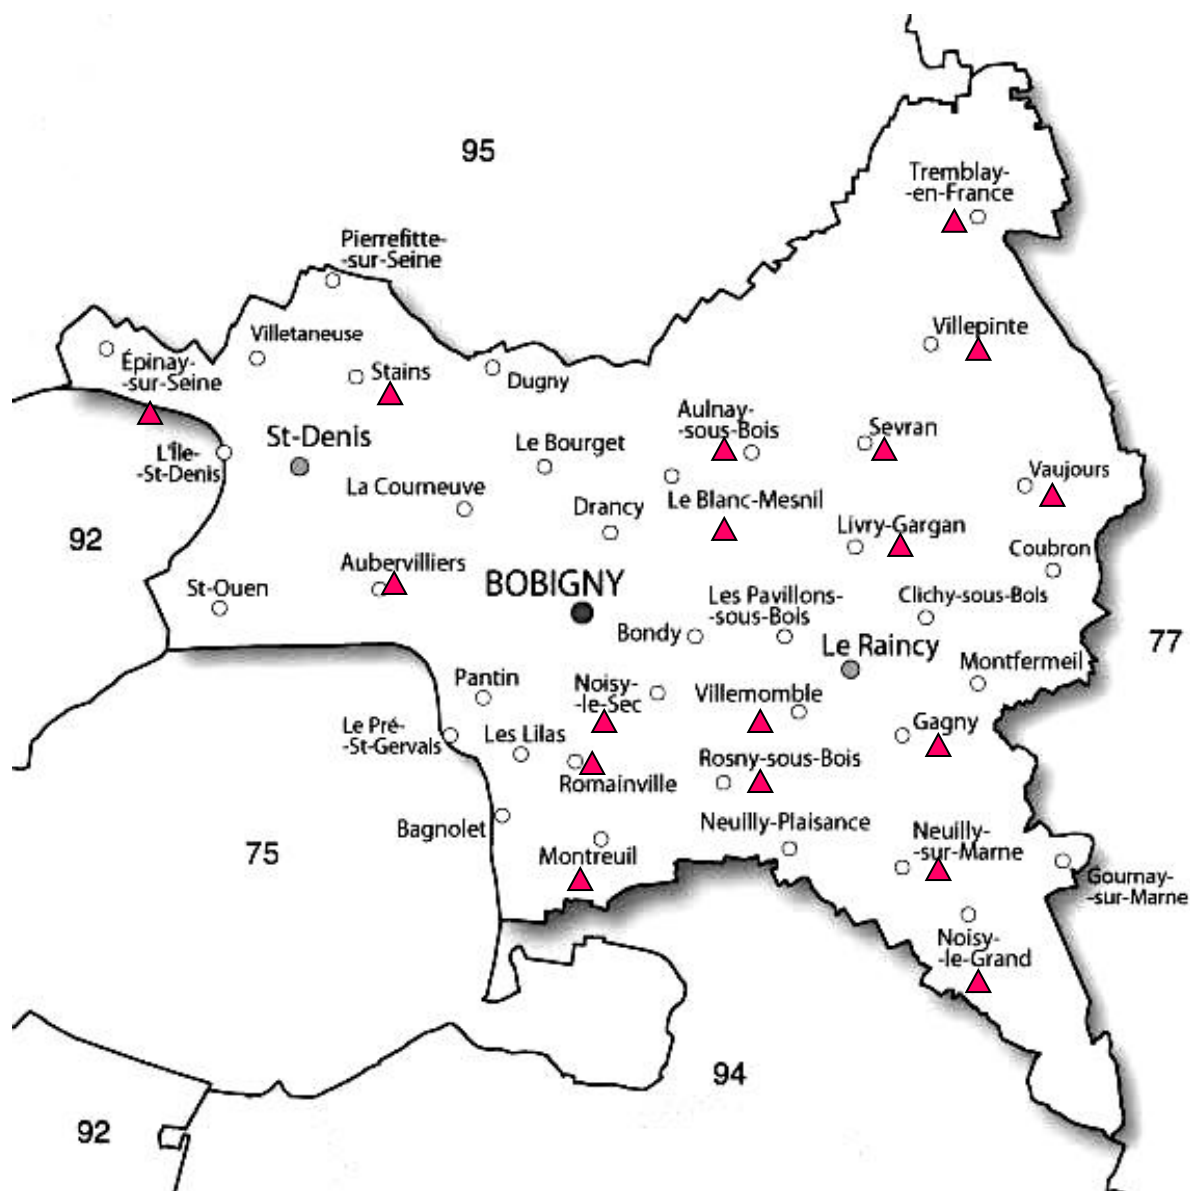 95
Tremblay-
-en-France
Pierrefitte-
-sur-Seine
Villetaneuse
Villepinte
Épinay-
-sur-Seine
Stains
Dugny
Aulnay-
-sous-Bois
Sevran
St-Denis
Le Bourget
L'Île-
-St-Denis
Vaujours
La Courneuve
Le Blanc-Mesnil
Drancy
Livry-Gargan
92
Coubron
Aubervilliers
BOBIGNY
St-Ouen
Les Pavillons-
-sous-Bois
Clichy-sous-Bois
Bondy
Le Raincy
77
Montfermeil
Pantin
Noisy-
-le-Sec
Villemomble
Le Pré-
-St-Gervais
Les Lilas
Gagny
Rosny-sous-Bois
Romainville
Bagnolet
Neuilly-Plaisance
75
Montreuil
Neuilly-
-sur-Marne
Gournay-
-sur-Marne
Noisy-
-le-Grand
94
92